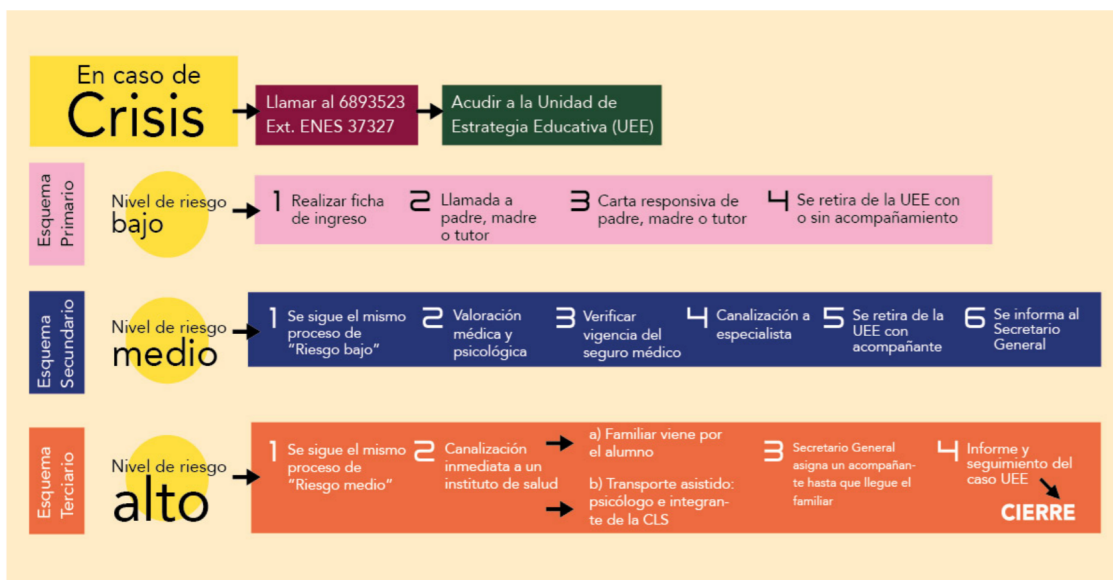 En caso de
Crisis
Llamar al 6893523
Ext. ENES 37327
Acudir a la Unidad de
Estrategia Educativa (UEE)
Esquema
Primario
Nivel de riesgo
bajo
1 Realizar ficha
de ingreso
2 Llamada a
padre, madre
o tutor
3 Carta responsiva de
padre, madre o tutor
4 Se retira de la UEE con
o sin acompañamiento
Esquema
Secundario
Nivel de riesgo
medio
1 Se sigue el mismo
proceso de
“Riesgo bajo”
2 Valoración
médica y
psicológica
3 Verificar
vigencia del
seguro médico
4 Canalización a
especialista
5 Se retira de la
UEE con
acompañante
6 Se informa al
Secretario
General
Esquema
Terciario
Nivel de riesgo
alto
1 Se sigue el mismo
proceso de
“Riesgo medio”
2 Canalización
inmediata a un
instituto de salud
a) Familiar viene por
el alumno
b) Transporte asistido:
psicólogo e integran-
te de la CLS
3 Secretario General
asigna un acompañan-
te hasta que llegue el
familiar
4 Informe y
seguimiento del
caso UEE
CIERRE